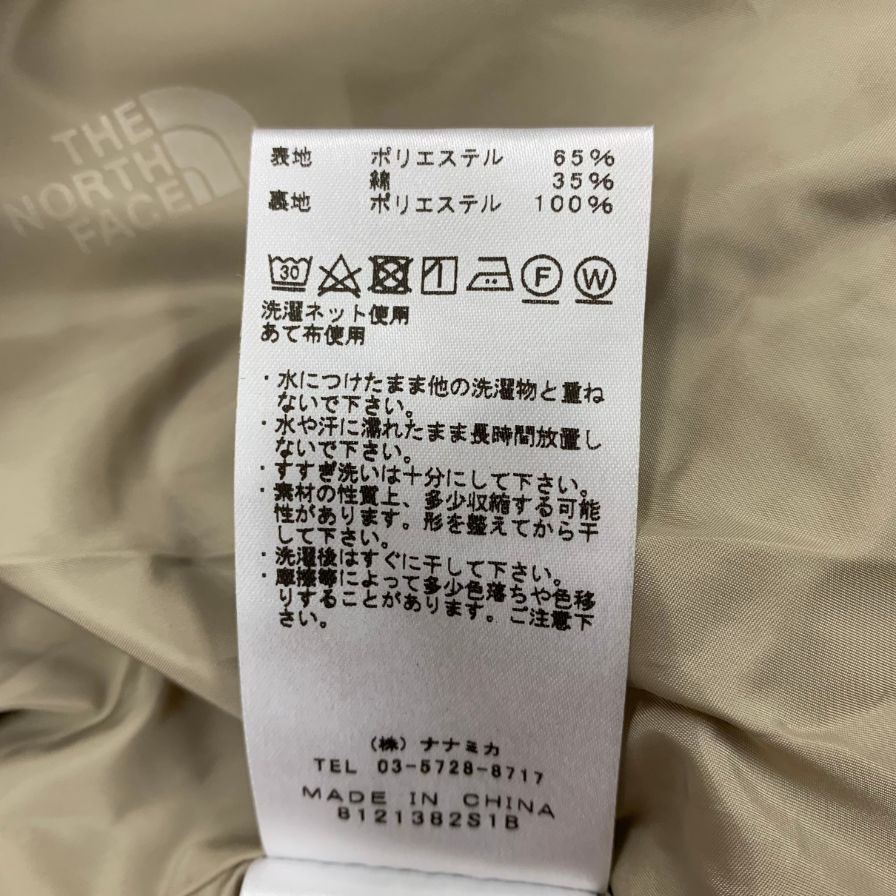 THE
NORTH
FACE
表地 ポリエステル 65%
綿 35%
裏地 ポリエステル 100%
30 F W
洗濯ネット使用
あて布使用
・水につけたまま他の洗濯物と重ね
ないで下さい。
・水や汗に濡れたまま長時間放置し
ないで下さい。
・すすぎ洗いは十分にして下さい。
・素材の性質上、多少収縮する可能
性があります。形を整えてから干
して下さい。
・洗濯後はすぐに干して下さい。
・摩擦等によって多少色落ちや色移
りすることがあります。ご注意下
さい。
(株)ナナミカ
TEL 03-5728-8717
MADE IN CHINA
8121382S1B